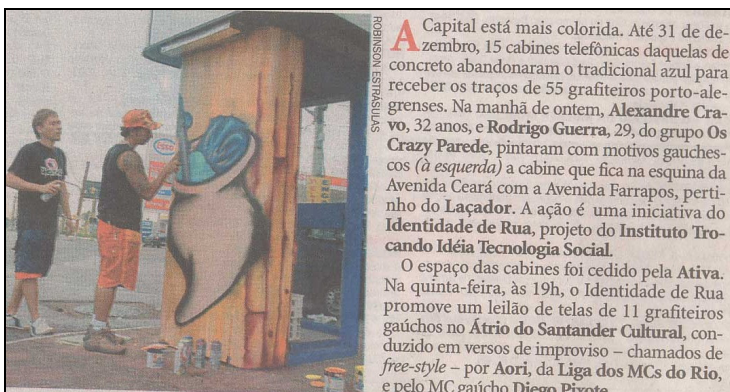 ROBINSON ESTRÁSULAS
A Capital está mais colorida. Até 31 de de-
zembro, 15 cabines telefônicas daquelas de
concreto abandonaram o tradicional azul para
receber os traços de 55 grafiteiros porto-ale-
grenses. Na manhã de ontem, Alexandre Cra-
vo, 32 anos, e Rodrigo Guerra, 29, do grupo Os
Crazy Parede, pintaram com motivos gauches-
cos (à esquerda) a cabine que fica na esquina da
Avenida Ceará com a Avenida Farrapos, perti-
nho do Laçador. A ação é uma iniciativa do
Identidade de Rua, projeto do Instituto Tro-
cando Idéia Tecnologia Social.
O espaço das cabines foi cedido pela Ativa.
Na quinta-feira, às 19h, o Identidade de Rua
promove um leilão de telas de 11 grafiteiros
gaúchos no Átrio do Santander Cultural, con-
duzido em versos de improviso – chamados de
free-style – por Aori, da Liga dos MCs do Rio,
e pelo MC gaúcho Diego Pixote.
Esso